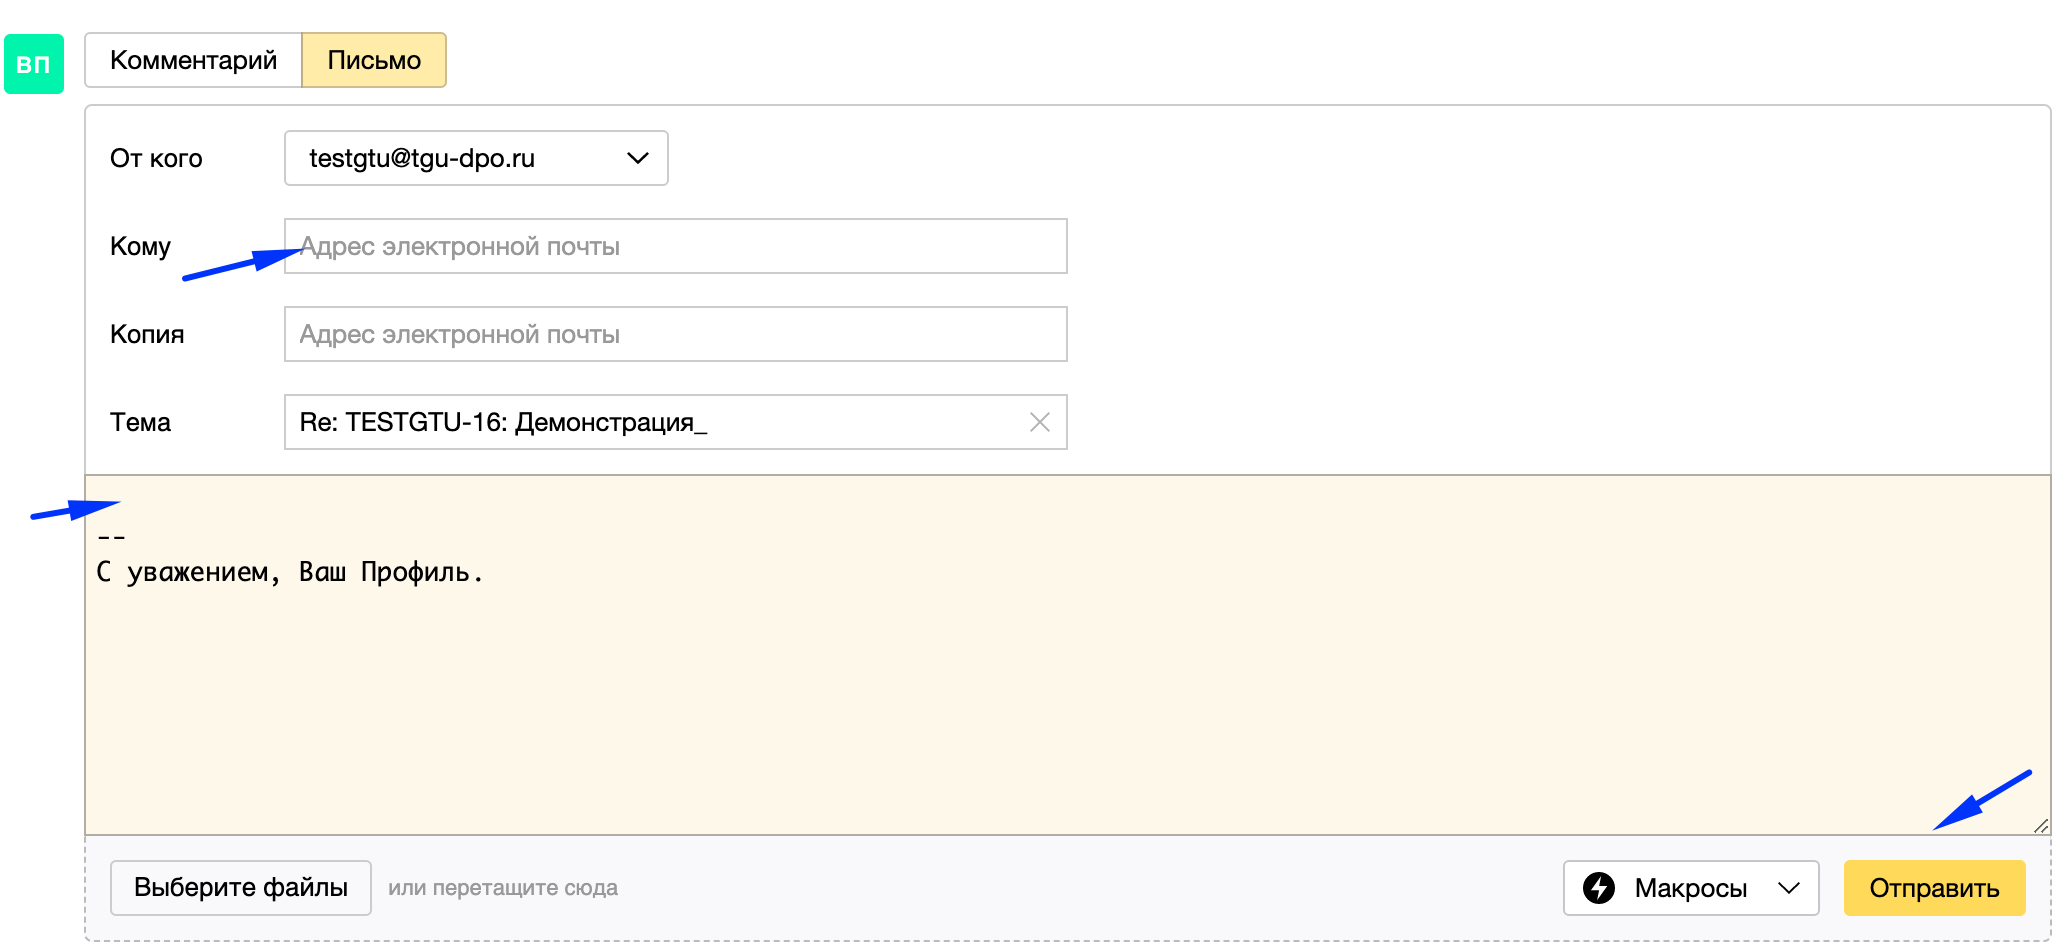 ВП
Комментарий Письмо
От кого testgtu@tgu-dpo.ru
Кому Адрес электронной почты
Копия Адрес электронной почты
Тема Re: TESTGTU-16: Демонстрация_
--
С уважением, Ваш Профиль.
Выберите файлы или перетащите сюда Макросы Отправить